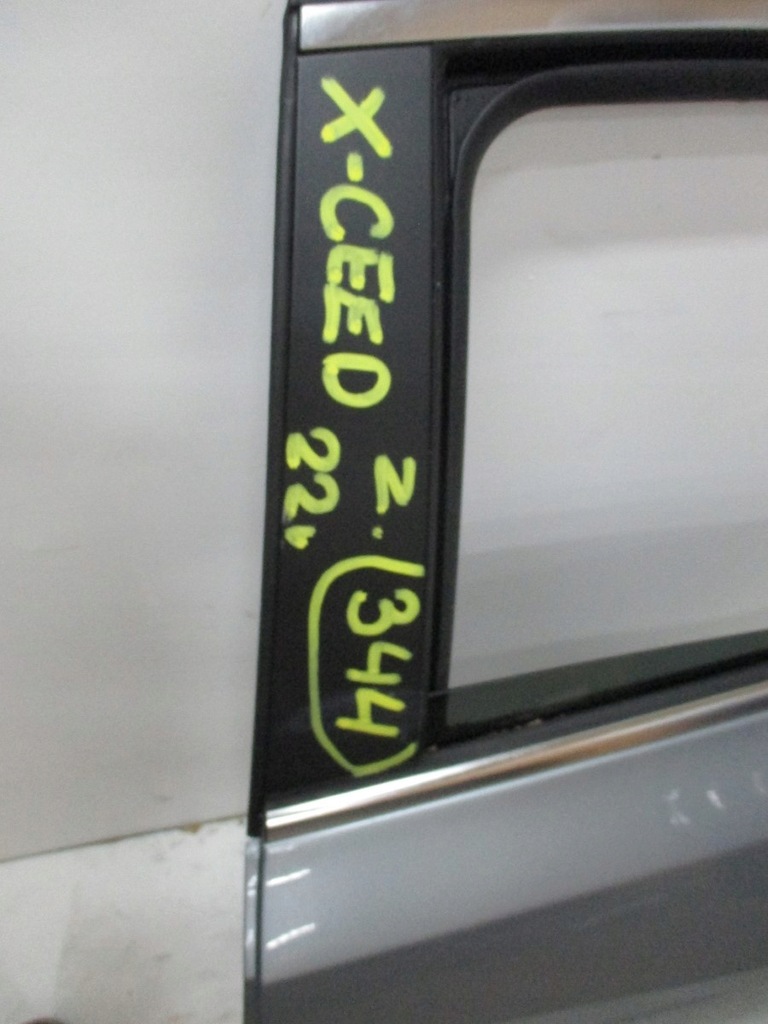 X-CEED
22"
Z.
344